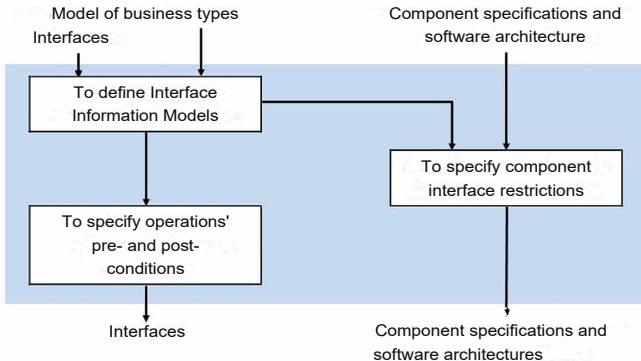 Model of business types
Interfaces
Component specifications and
software architecture
To define Interface
Information Models
To specify component
interface restrictions
To specify operations'
pre- and post-
conditions
Interfaces
Component specifications and
software architectures